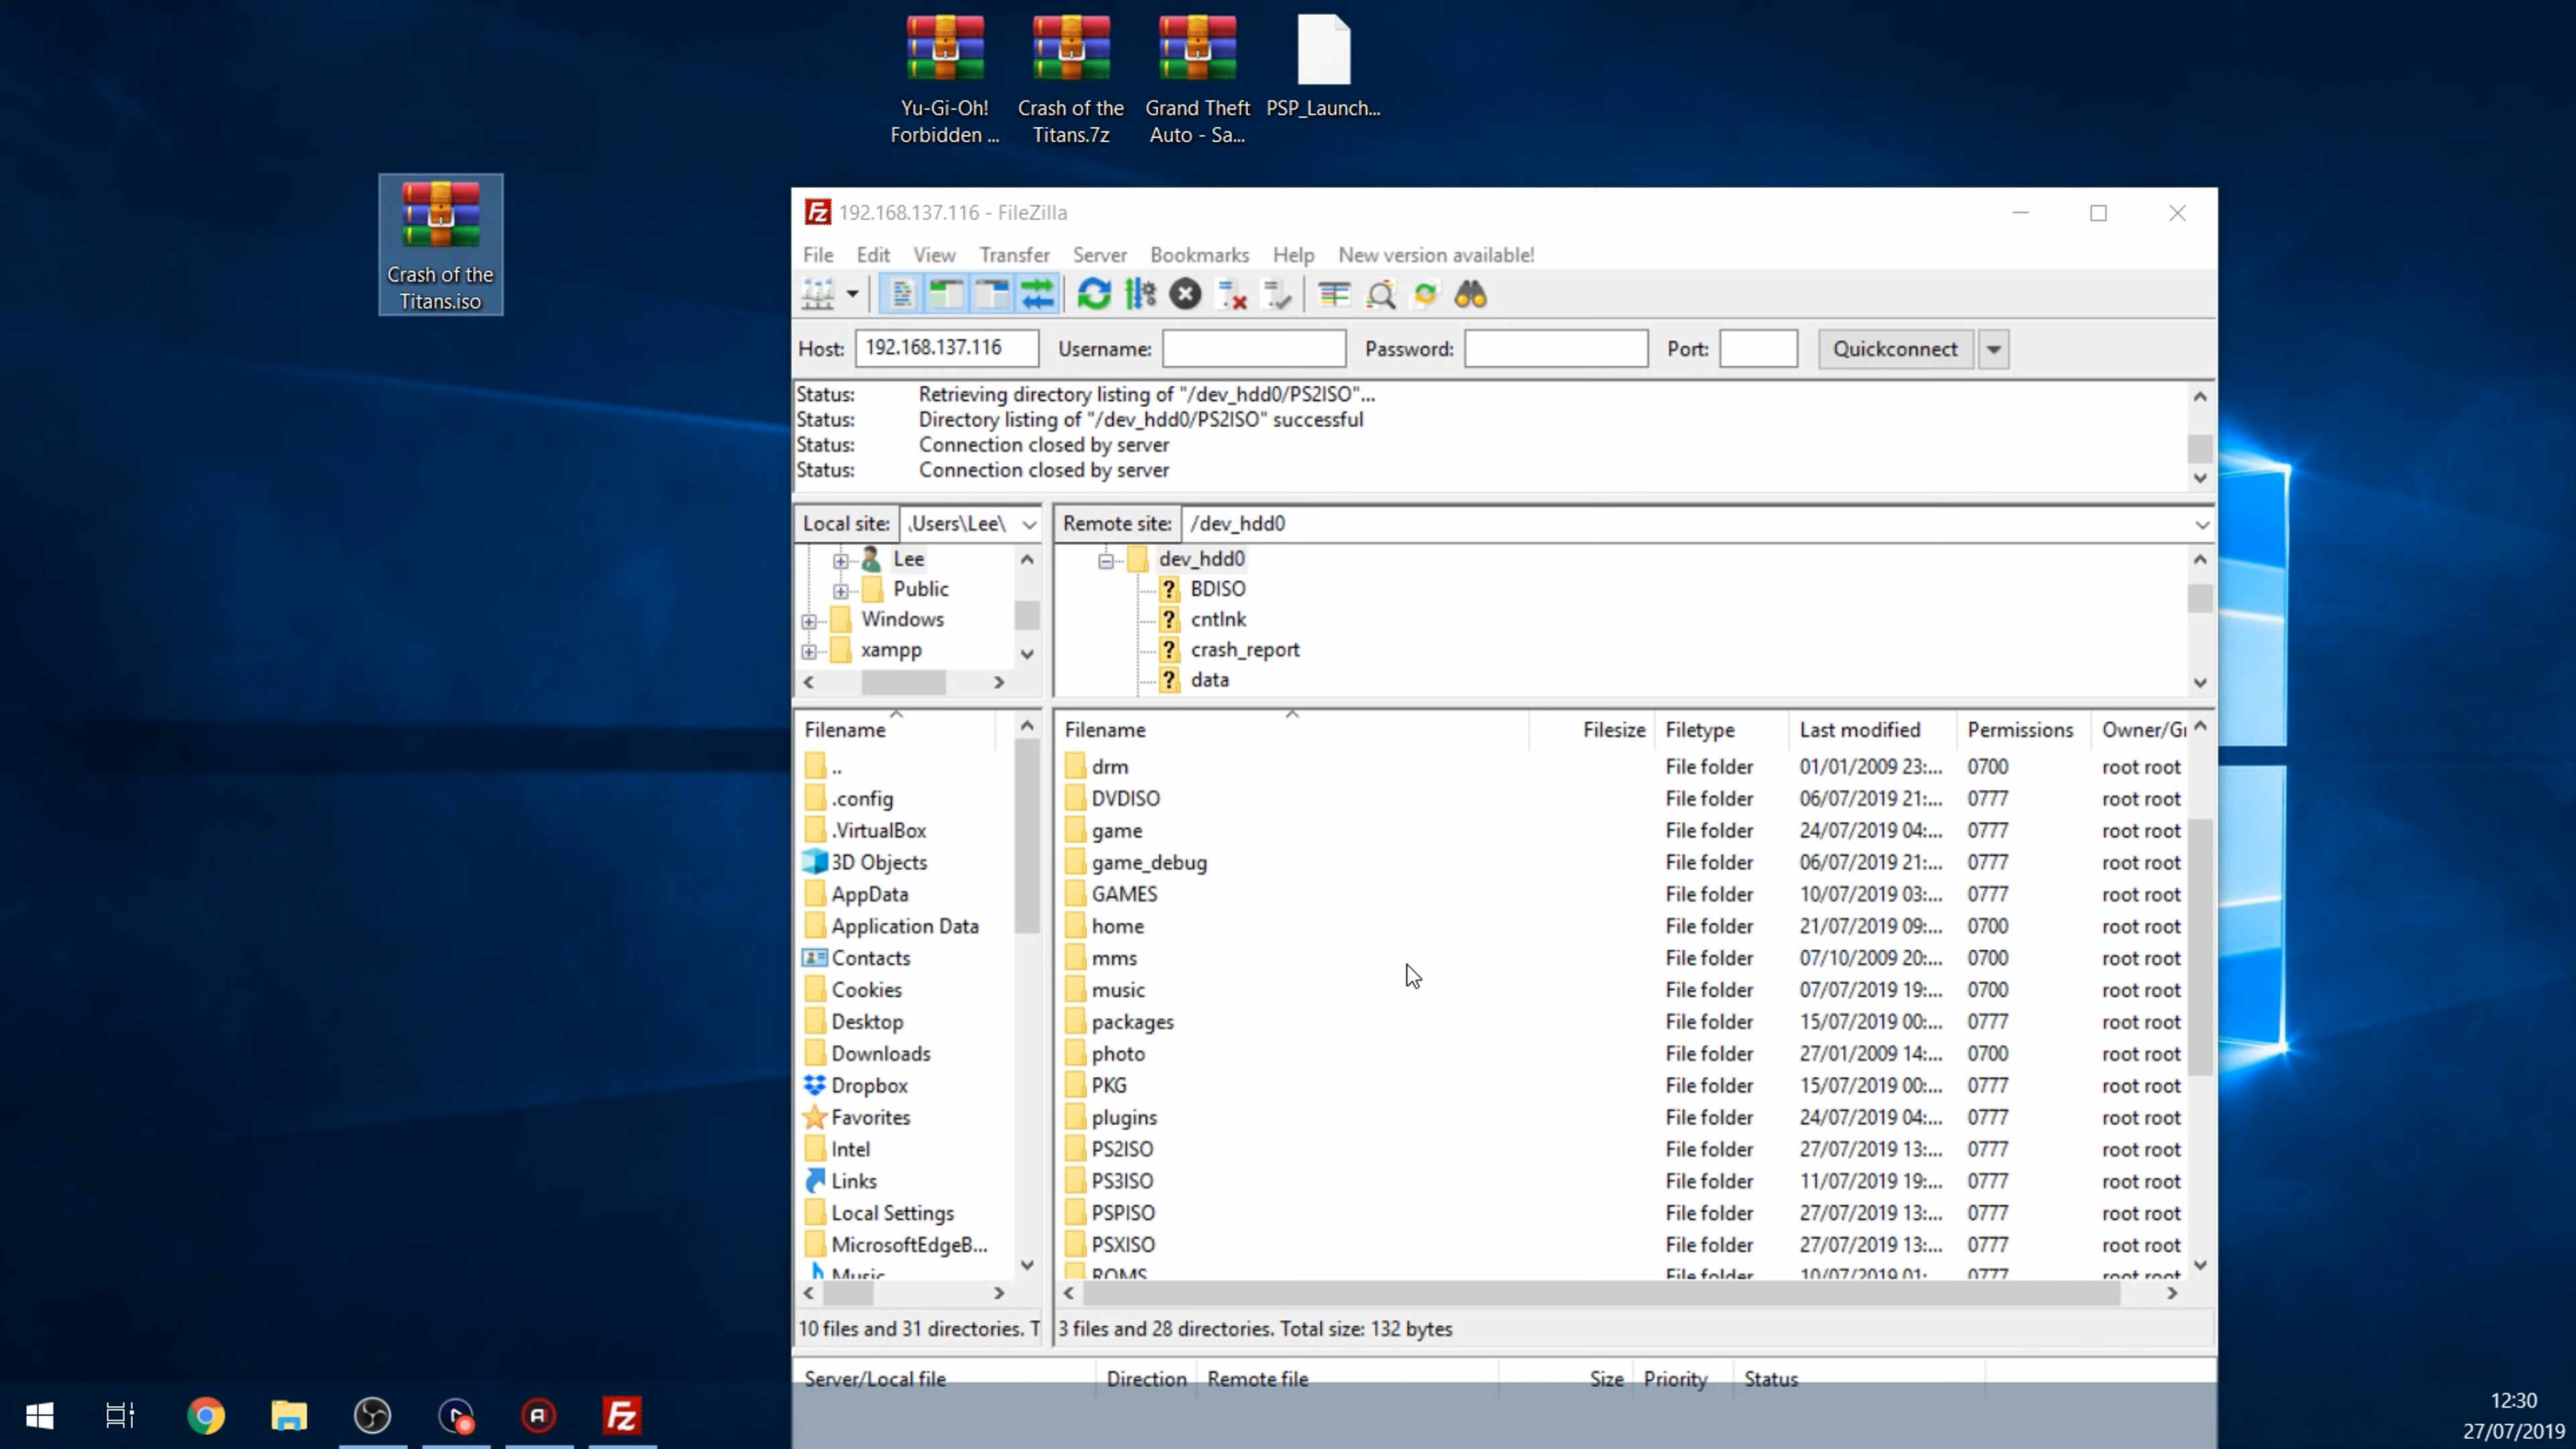 Yu-Gi-Oh!
Forbidden ...
Crash of the
Titans.7z
Grand Theft
Auto - Sa...
PSP_Launch...
Crash of the
Titans.iso
192.168.137.116 - FileZilla
File Edit View Transfer Server Bookmarks Help New version available!
Host: 192.168.137.116 Username: Password: Port: Quickconnect
Status: Retrieving directory listing of "/dev_hdd0/PS2ISO"...
Status: Directory listing of "/dev_hdd0/PS2ISO" successful
Status: Connection closed by server
Status: Connection closed by server
Local site: \Users\Lee\
Lee
Public
Windows
xampp
Remote site: /dev_hdd0
dev_hdd0
? BDISO
? cntlnk
? crash_report
? data
Filename
..
.config
.VirtualBox
3D Objects
AppData
Application Data
Contacts
Cookies
Desktop
Downloads
Dropbox
Favorites
Intel
Links
Local Settings
MicrosoftEdgeB...
Music
10 files and 31 directories. T
Filename Filesize Filetype Last modified Permissions Owner/Gr
drm File folder 01/01/2009 23:... 0700 root root
DVDISO File folder 06/07/2019 21:... 0777 root root
game File folder 24/07/2019 04:... 0777 root root
game_debug File folder 06/07/2019 21:... 0777 root root
GAMES File folder 10/07/2019 03:... 0777 root root
home File folder 21/07/2019 09:... 0700 root root
mms File folder 07/10/2009 20:... 0700 root root
music File folder 07/07/2019 19:... 0700 root root
packages File folder 15/07/2019 00:... 0777 root root
photo File folder 27/01/2009 14:... 0700 root root
PKG File folder 15/07/2019 00:... 0777 root root
plugins File folder 24/07/2019 04:... 0777 root root
PS2ISO File folder 27/07/2019 13:... 0777 root root
PS3ISO File folder 11/07/2019 19:... 0777 root root
PSPISO File folder 27/07/2019 13:... 0777 root root
PSXISO File folder 27/07/2019 13:... 0777 root root
ROMS File folder 10/07/2019 01:... 0777 root root
3 files and 28 directories. Total size: 132 bytes
Server/Local file Direction Remote file Size Priority Status
12:30
27/07/2019